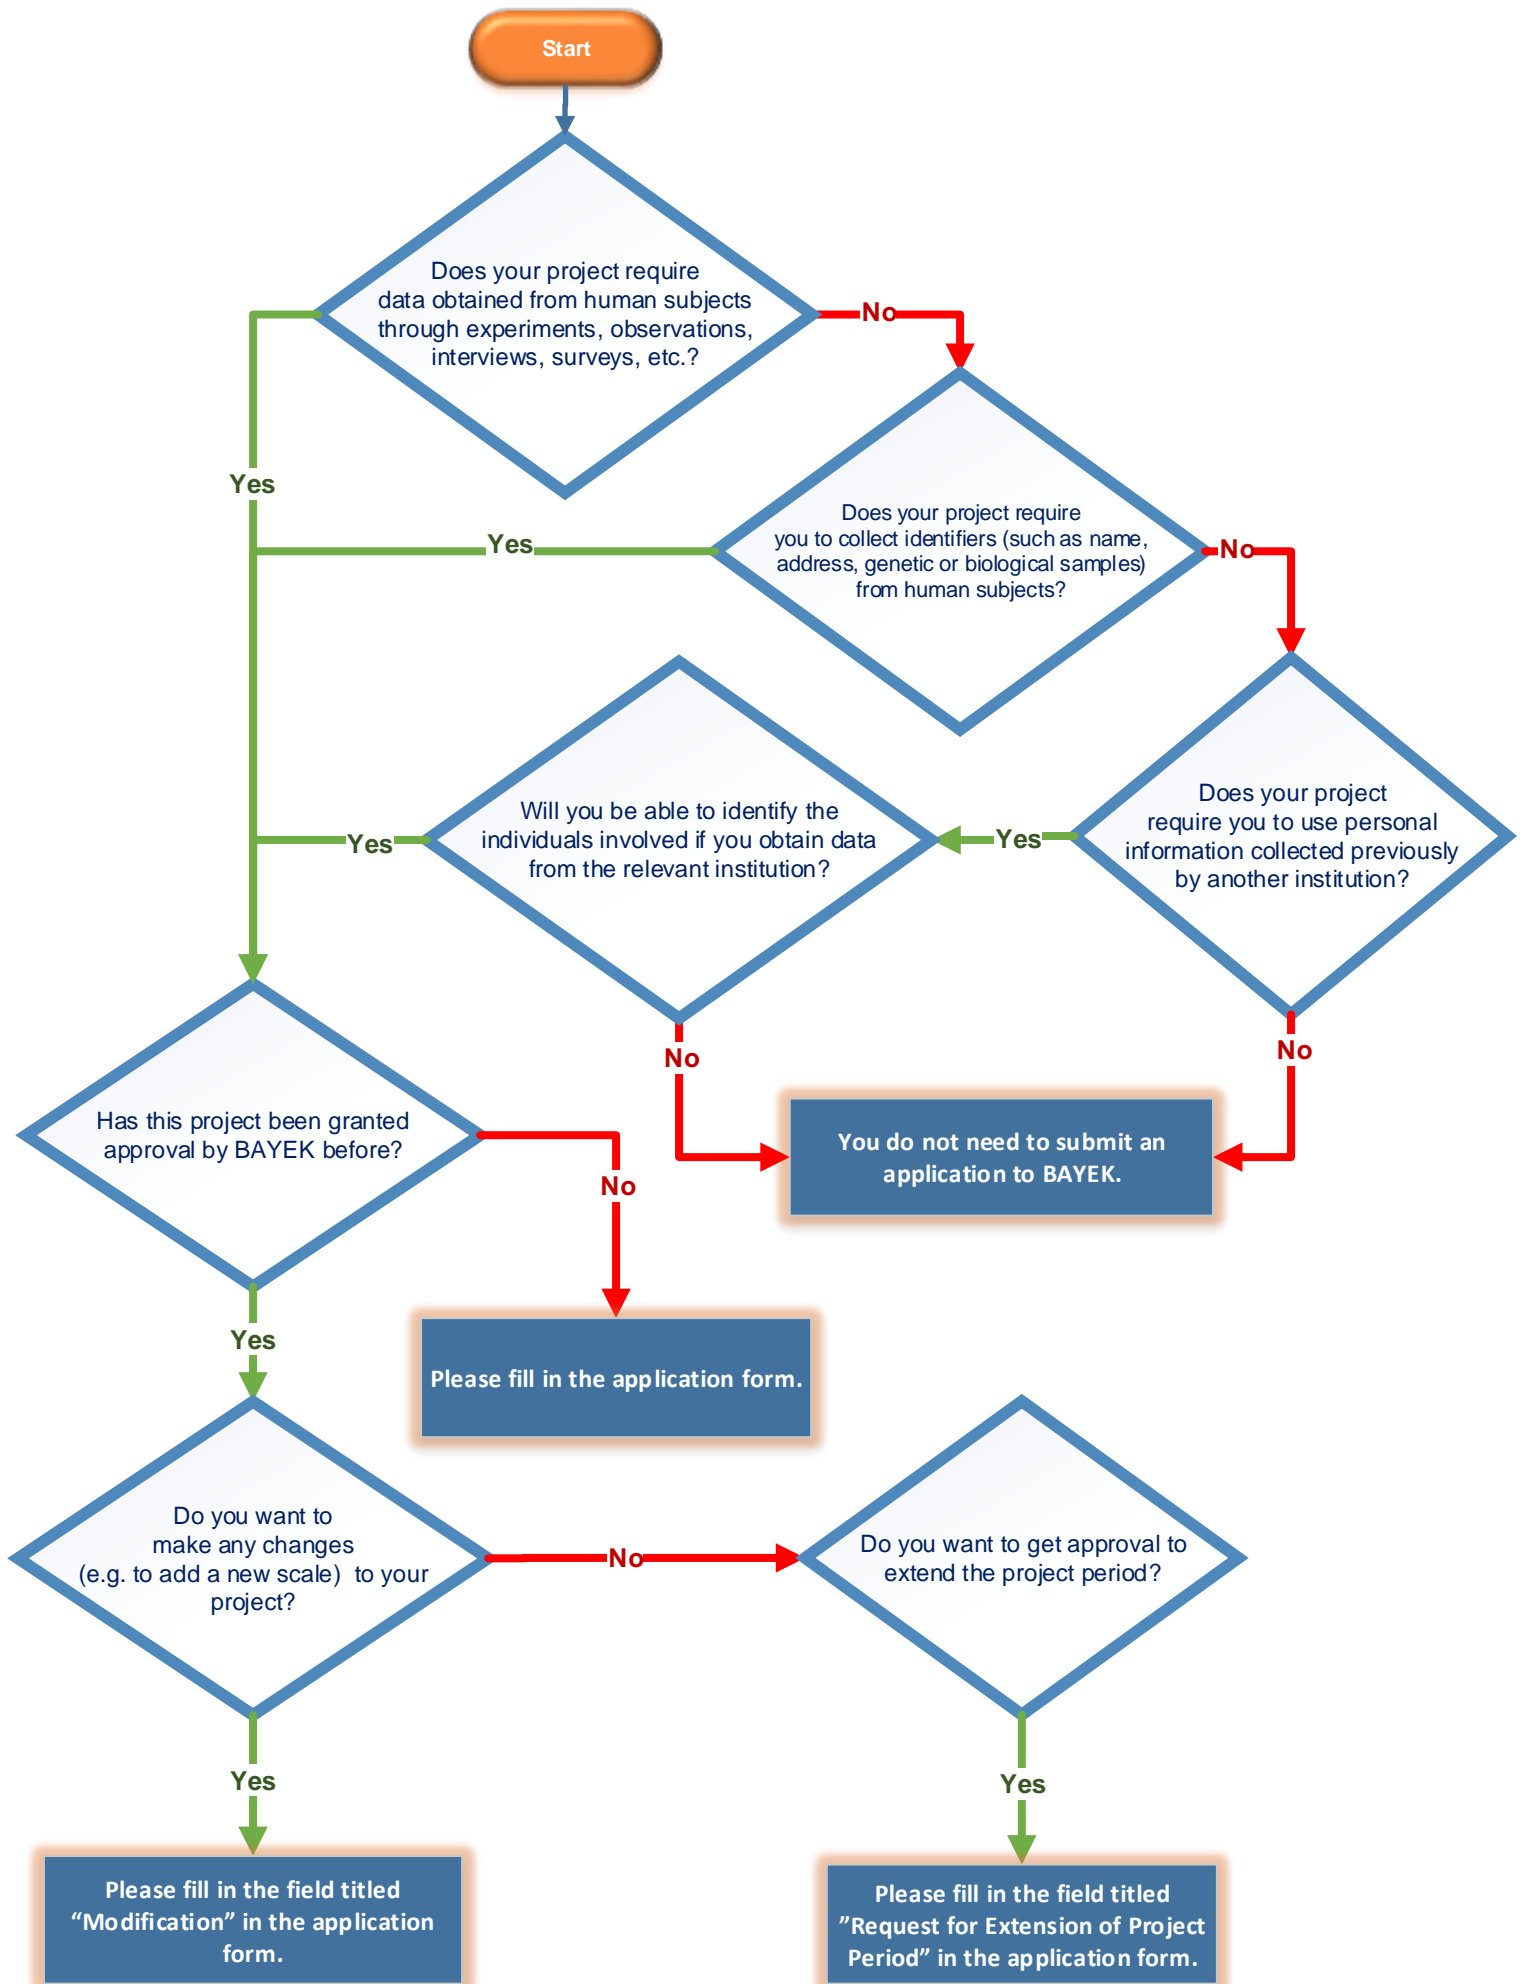 Start
Does your project require
data obtained from human subjects
through experiments, observations,
interviews, surveys, etc.?
No
Yes
Does your project require
you to collect identifiers (such as name,
address, genetic or biological samples)
from human subjects?
Yes
No
Does your project
require you to use personal
information collected previously
by another institution?
Yes
Will you be able to identify the
individuals involved if you obtain data
from the relevant institution?
Yes
No
No
You do not need to submit an
application to BAYEK.
Has this project been granted
approval by BAYEK before?
No
Yes
Please fill in the application form.
Do you want to
make any changes
(e.g. to add a new scale) to your
project?
No
Do you want to get approval to
extend the project period?
Yes
Yes
Please fill in the field titled
“Modification” in the application
form.
Please fill in the field titled
”Request for Extension of Project
Period” in the application form.